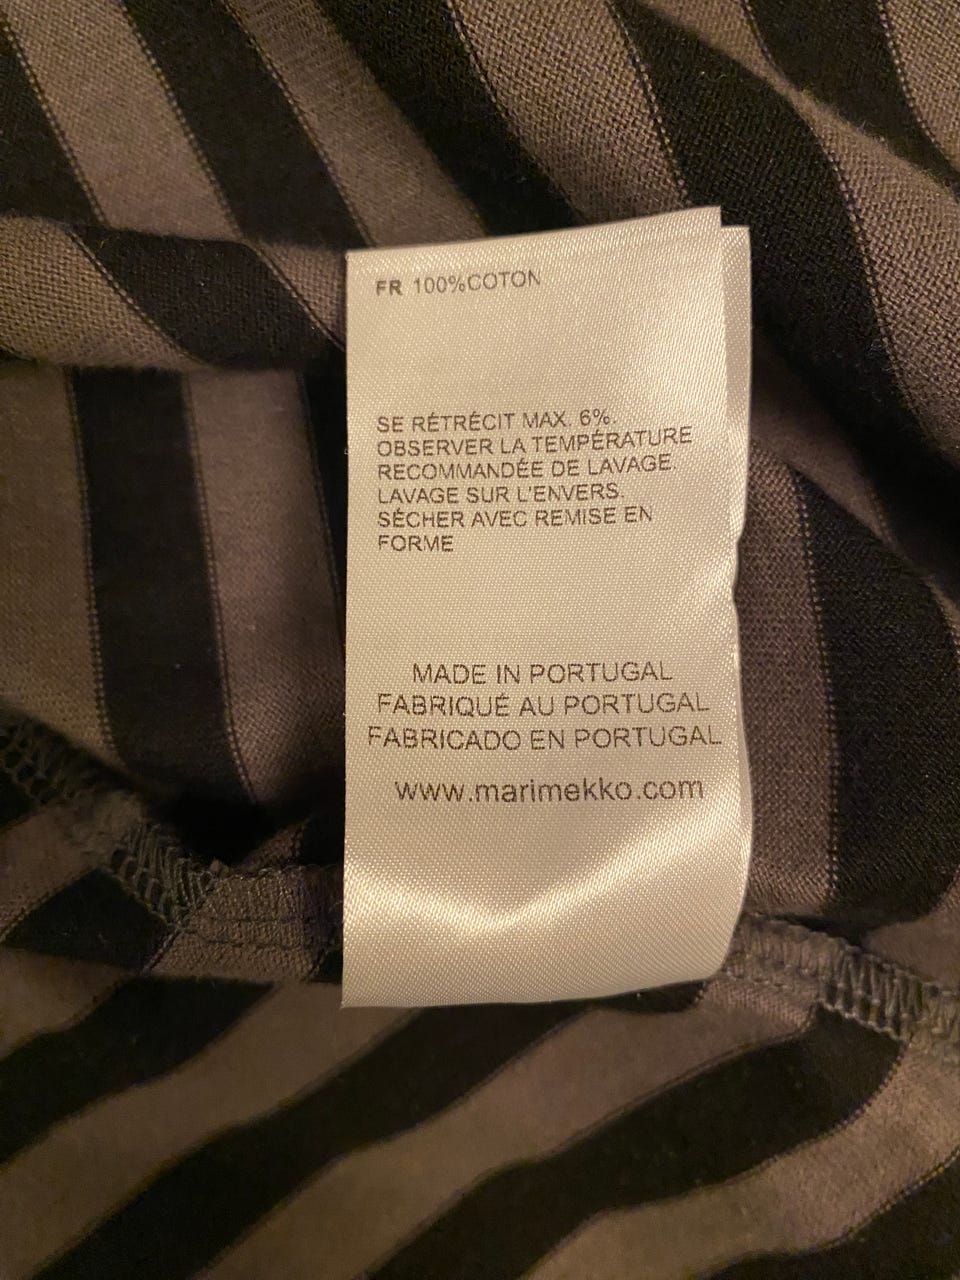 FR 100%COTON
SE RÉTRÉCIT MAX. 6%.
OBSERVER LA TEMPÉRATURE
RECOMMANDÉE DE LAVAGE.
LAVAGE SUR L'ENVERS.
SÉCHER AVEC REMISE EN
FORME
MADE IN PORTUGAL
FABRIQUÉ AU PORTUGAL
FABRICADO EN PORTUGAL
www.marimekko.com